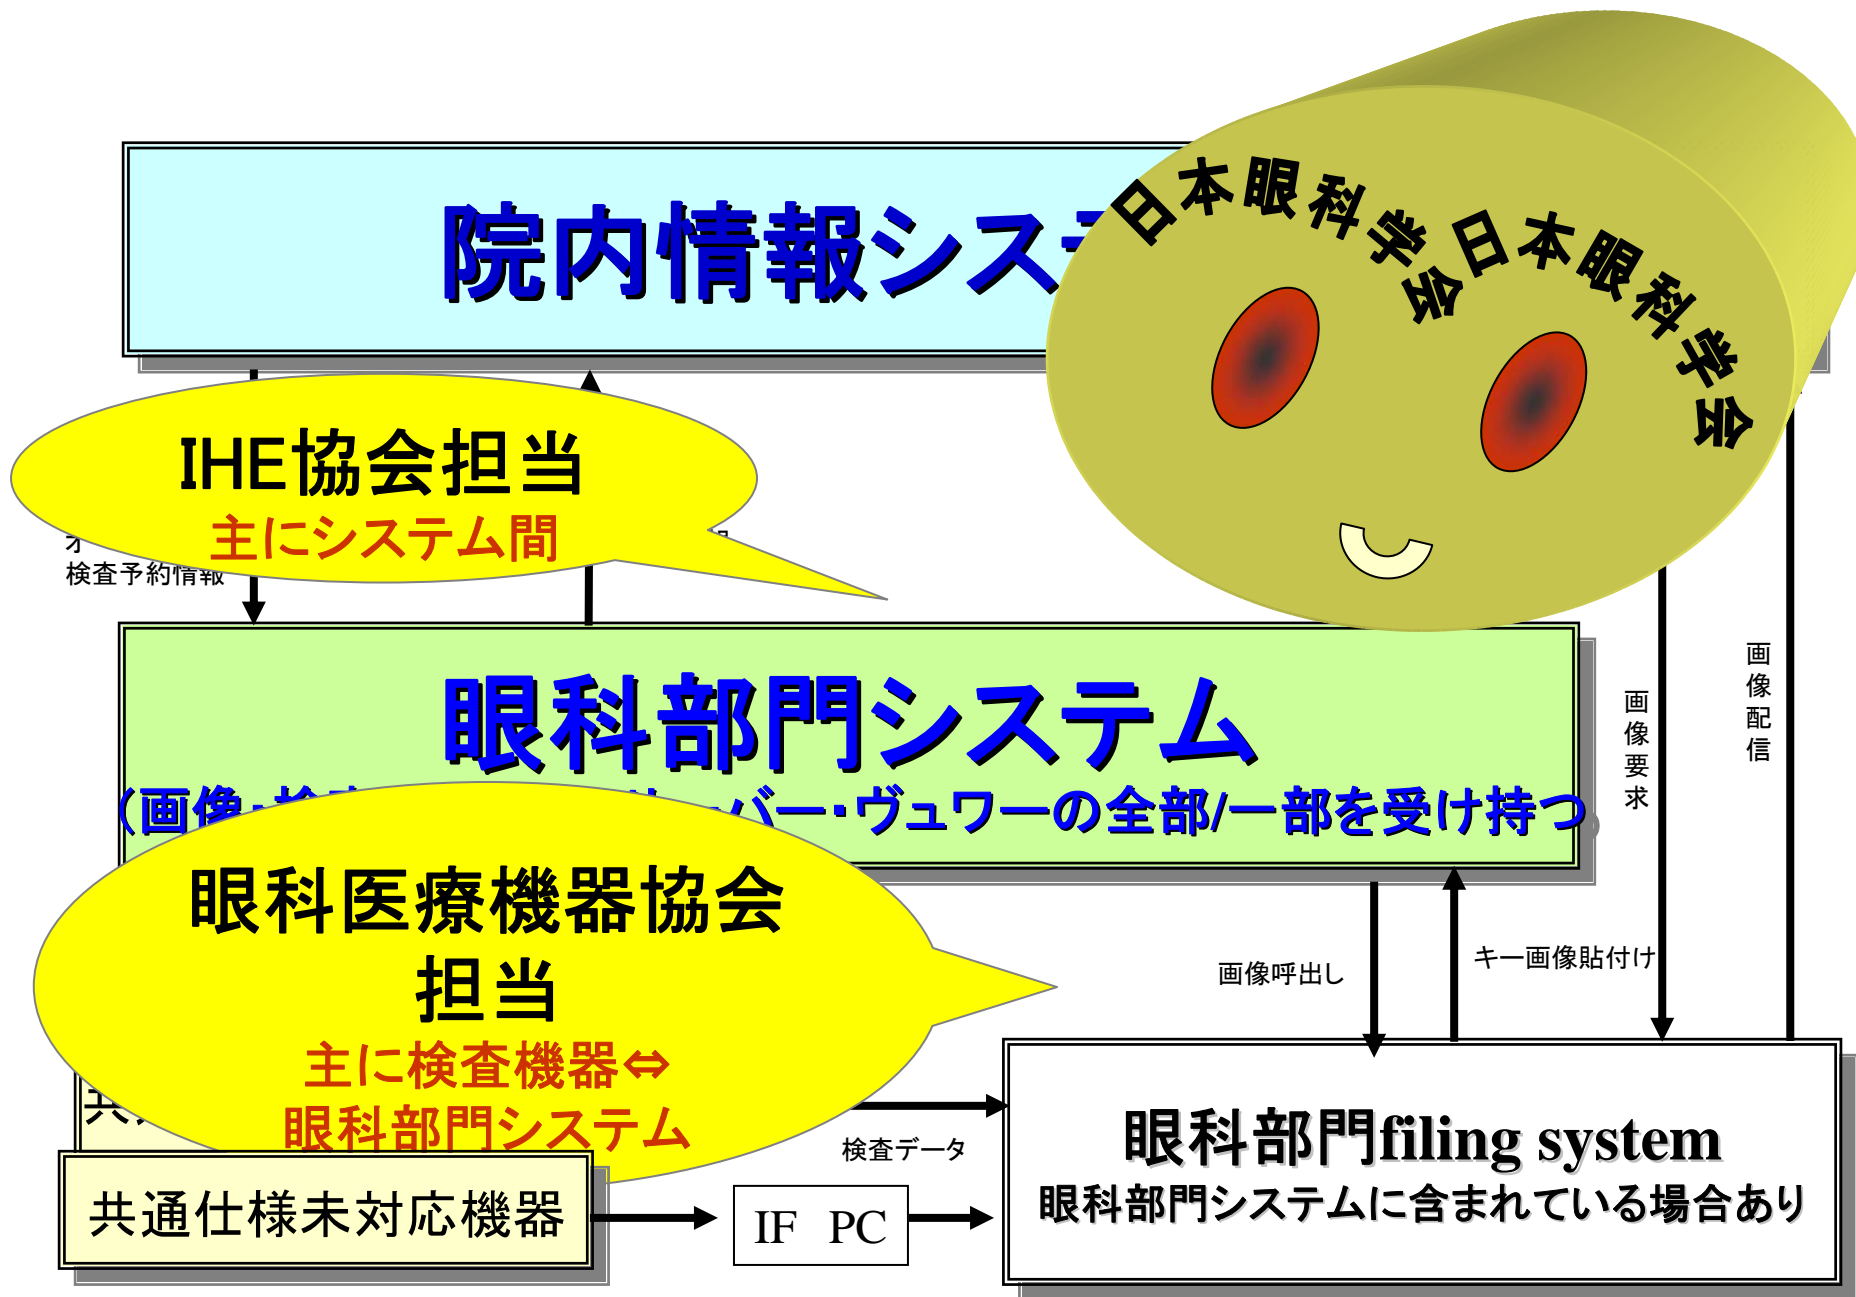 日本眼科学会日本眼科学会
院内情報システ
IHE協会担当
主にシステム間
検査予約情報
眼科部門システム
バー・ヴュワーの全部/一部を受け持つ
画像要求
画像配信
眼科医療機器協会
担当
主に検査機器⇔
眼科部門システム
画像呼出し
キー画像貼付け
検査データ
共通仕様未対応機器
IF PC
眼科部門filing system
眼科部門システムに含まれている場合あり